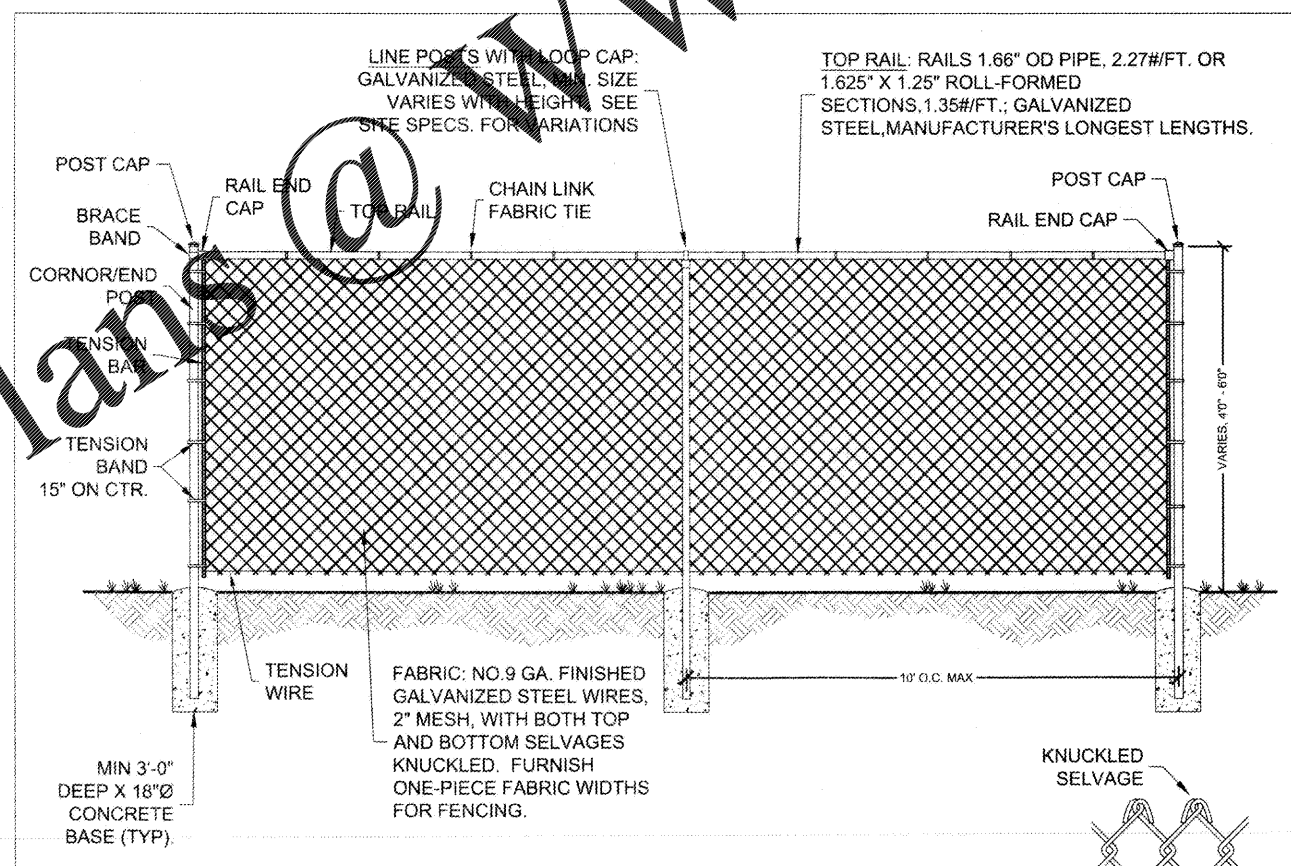 LINE POSTS WITH LOOP CAP:
GALVANIZED STEEL, MIN. SIZE
VARIES WITH HEIGHT. SEE
SITE SPECS. FOR VARIATIONS
TOP RAIL: RAILS 1.66" OD PIPE, 2.27#/FT. OR
1.625" X 1.25" ROLL-FORMED
SECTIONS,1.35#/FT.; GALVANIZED
STEEL,MANUFACTURER'S LONGEST LENGTHS.
POST CAP
RAIL END
CAP
TOP RAIL
CHAIN LINK
FABRIC TIE
POST CAP
RAIL END CAP
BRACE
BAND
CORNOR/END
POST
TENSION
BAR
TENSION
BAND
15" ON CTR.
VARIES, 4'0" - 6'0"
TENSION
WIRE
FABRIC: NO.9 GA. FINISHED
GALVANIZED STEEL WIRES,
2" MESH, WITH BOTH TOP
AND BOTTOM SELVAGES
KNUCKLED. FURNISH
ONE-PIECE FABRIC WIDTHS
FOR FENCING.
10' O.C. MAX
MIN 3'-0"
DEEP X 18"Ø
CONCRETE
BASE (TYP).
KNUCKLED
SELVAGE
lans @ w